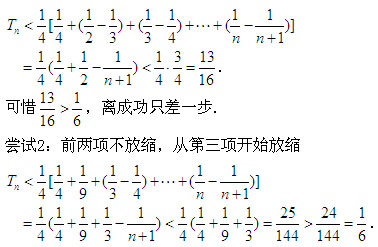 T_n < \frac{1}{4}[\frac{1}{4}+(\frac{1}{2}-\frac{1}{3})+(\frac{1}{3}-\frac{1}{4})+\cdots+(\frac{1}{n}-\frac{1}{n+1})]
=\frac{1}{4}(\frac{1}{4}+\frac{1}{2}-\frac{1}{n+1})<\frac{1}{4}\cdot\frac{3}{4}=\frac{13}{16}.
可惜\frac{13}{16}>\frac{1}{6}，离成功只差一步.
尝试2：前两项不放缩，从第三项开始放缩
T_n < \frac{1}{4}[\frac{1}{4}+\frac{1}{9}+(\frac{1}{3}-\frac{1}{4})+\cdots+(\frac{1}{n}-\frac{1}{n+1})]
=\frac{1}{4}(\frac{1}{4}+\frac{1}{9}+\frac{1}{3}-\frac{1}{n+1})<\frac{1}{4}(\frac{1}{4}+\frac{1}{9}+\frac{1}{3})=\frac{25}{144}>\frac{24}{144}=\frac{1}{6}.